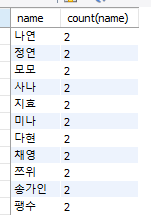 name count(name)
나연 2
정연 2
모모 2
사나 2
지효 2
미나 2
다현 2
채영 2
쯔위 2
송가인 2
팽수 2